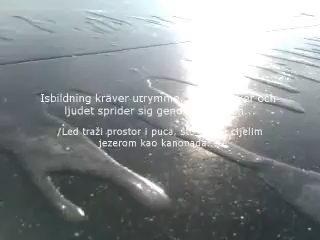 Isbildning kräver utrymme och
ljudet sprider sig
/Led traži prostor i puca, cijelim
jezerom kao kanonada